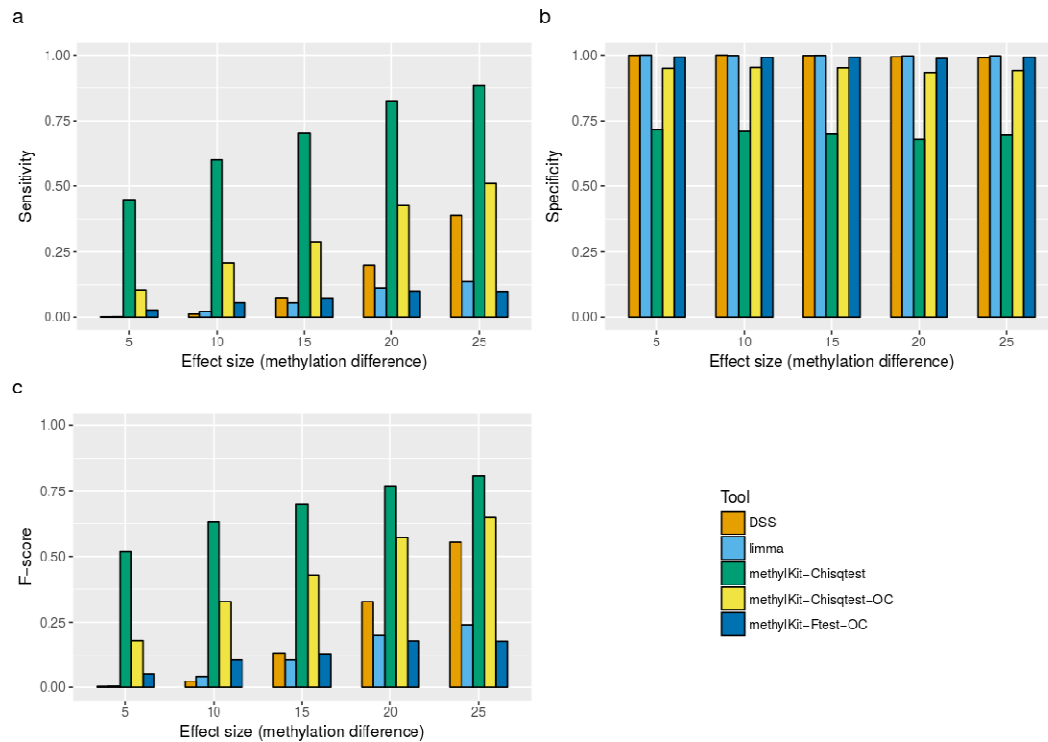 a
1.00
0.75
0.50
0.25
0.00
Sensitivity
5 10 15 20 25
Effect size (methylation difference)
b
1.00
0.75
0.50
0.25
0.00
Specificity
5 10 15 20 25
Effect size (methylation difference)
c
1.00
0.75
0.50
0.25
0.00
F-score
5 10 15 20 25
Effect size (methylation difference)
Tool
DSS
limma
methylKit-Chisqtest
methylKit-Chisqtest-OC
methylKit-Ftest-OC